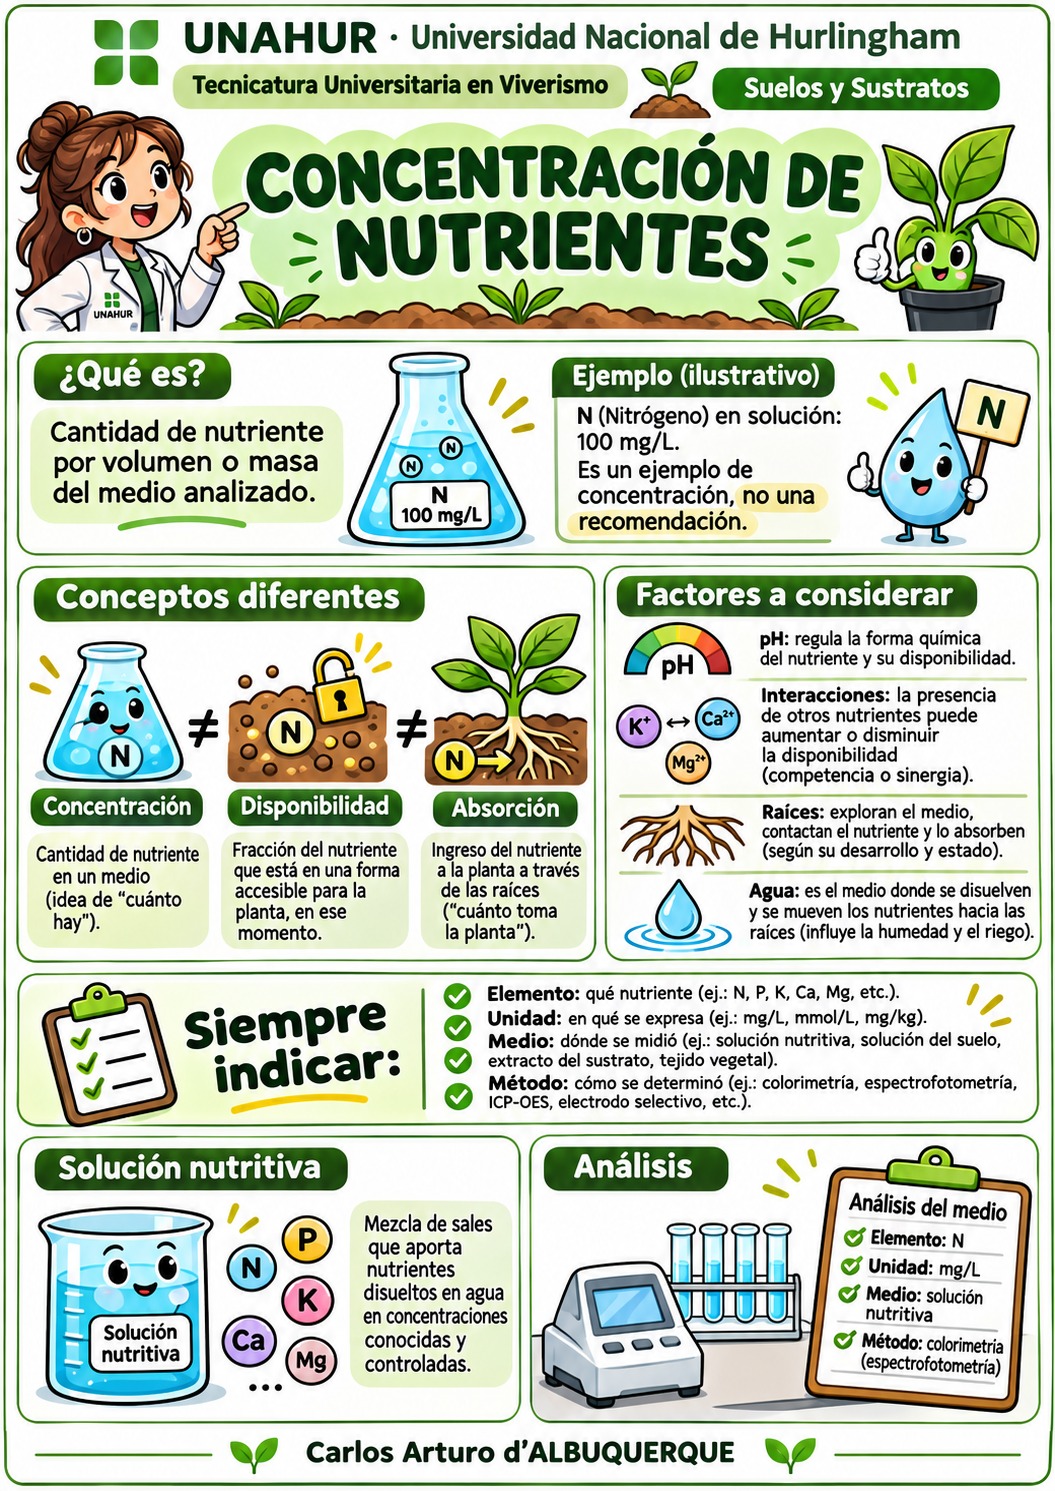 UNAHUR · Universidad Nacional de Hurlingham
Tecnicatura Universitaria en Viverismo
Suelos y Sustratos
CONCENTRACIÓN DE
NUTRIENTES
UNAHUR
¿Qué es?
Cantidad de nutriente
por volumen o masa
del medio analizado.
N
N
N
100 mg/L
Ejemplo (ilustrativo)
N (Nitrógeno) en solución:
100 mg/L.
Es un ejemplo de
concentración, no una
recomendación.
N
Conceptos diferentes
N
≠
N
≠
N
Concentración
Cantidad de nutriente
en un medio
(idea de “cuánto
hay”).
Disponibilidad
Fracción del nutriente
que está en una forma
accesible para la
planta, en ese
momento.
Absorción
Ingreso del nutriente
a la planta a través
de las raíces
(“cuánto toma
la planta”).
Factores a considerar
pH
pH: regula la forma química
del nutriente y su disponibilidad.
K⁺ ↔ Ca²⁺
Mg²⁺
Interacciones: la presencia
de otros nutrientes puede
aumentar o disminuir
la disponibilidad
(competencia o sinergia).
Raíces: exploran el medio,
contactan el nutriente y lo absorben
(según su desarrollo y estado).
Agua: es el medio donde se disuelven
y se mueven los nutrientes hacia las
raíces (influye la humedad y el riego).
Siempre
indicar:
Elemento: qué nutriente (ej.: N, P, K, Ca, Mg, etc.).
Unidad: en qué se expresa (ej.: mg/L, mmol/L, mg/kg).
Medio: dónde se midió (ej.: solución nutritiva, solución del suelo,
extracto del sustrato, tejido vegetal).
Método: cómo se determinó (ej.: colorimetría, espectrofotometría,
ICP-OES, electrodo selectivo, etc.).
Solución nutritiva
Solución
nutritiva
N
P
K
Ca
Mg
...
Mezcla de sales
que aporta
nutrientes
disueltos en agua
en concentraciones
conocidas y
controladas.
Análisis
Análisis del medio
Elemento: N
Unidad: mg/L
Medio: solución
nutritiva
Método: colorimetría
(espectrofotometría)
Carlos Arturo d’ALBUQUERQUE